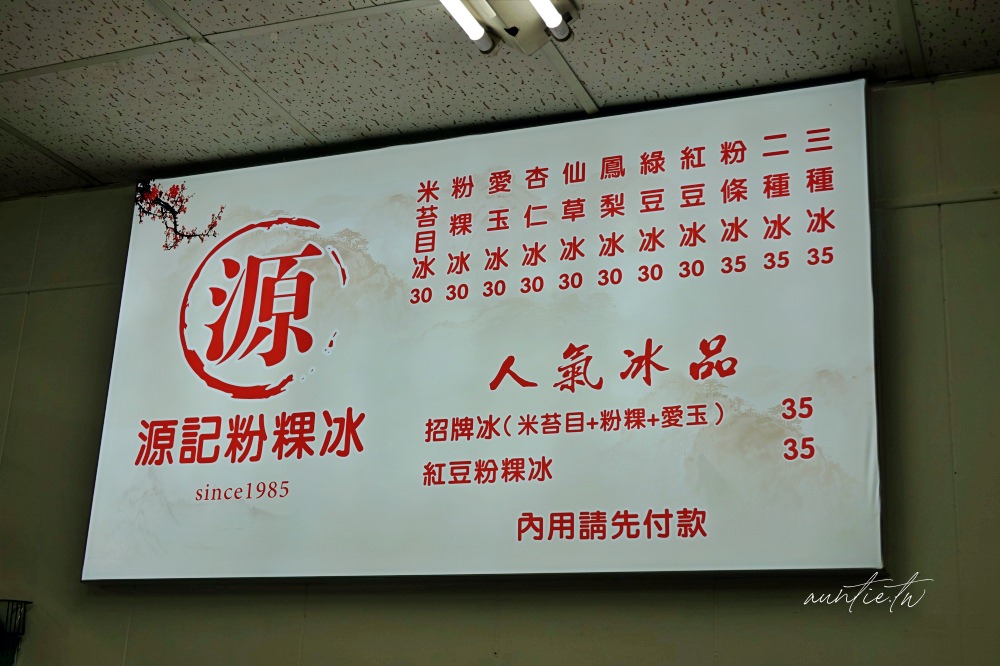 源
源記粉粿冰
since1985
米苔目冰 30
粉粿冰 30
愛玉冰 30
杏仁冰 30
仙草冰 30
鳳梨冰 30
綠豆冰 30
紅豆冰 30
粉條冰 35
二種冰 35
三種冰 35
人氣冰品
招牌冰(米苔目+粉粿+愛玉) 35
紅豆粉粿冰 35
內用請先付款
auntie.tw